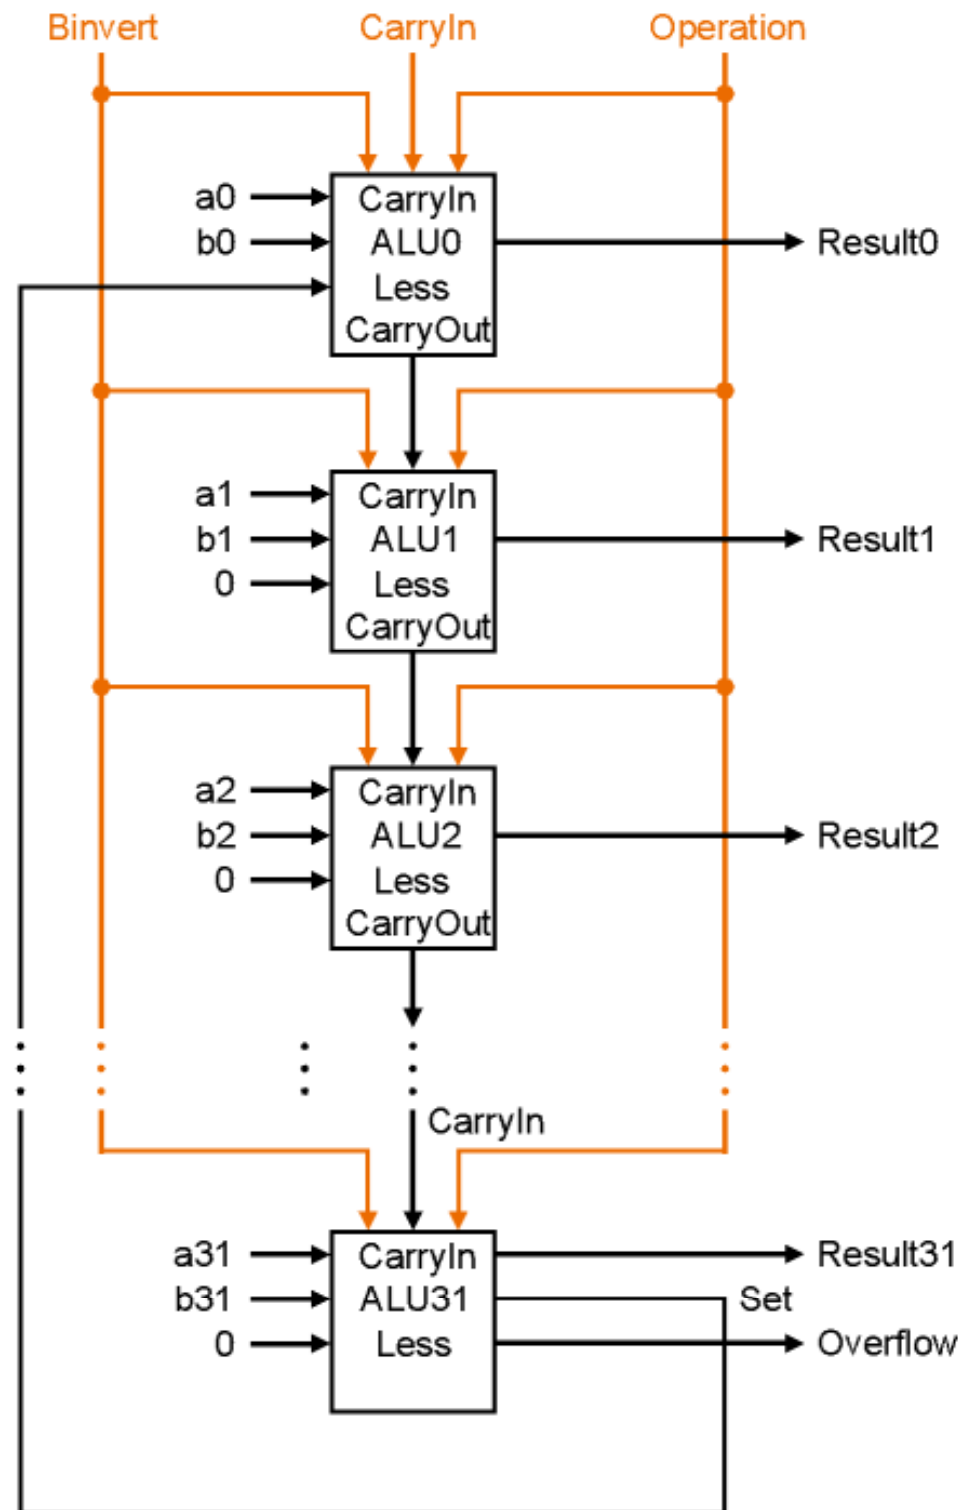 Binvert CarryIn Operation
a0 CarryIn
b0 ALU0 Result0
Less
CarryOut
a1 CarryIn
b1 ALU1 Result1
0 Less
CarryOut
a2 CarryIn
b2 ALU2 Result2
0 Less
CarryOut
CarryIn
a31 CarryIn Result31
b31 ALU31 Set
0 Less Overflow